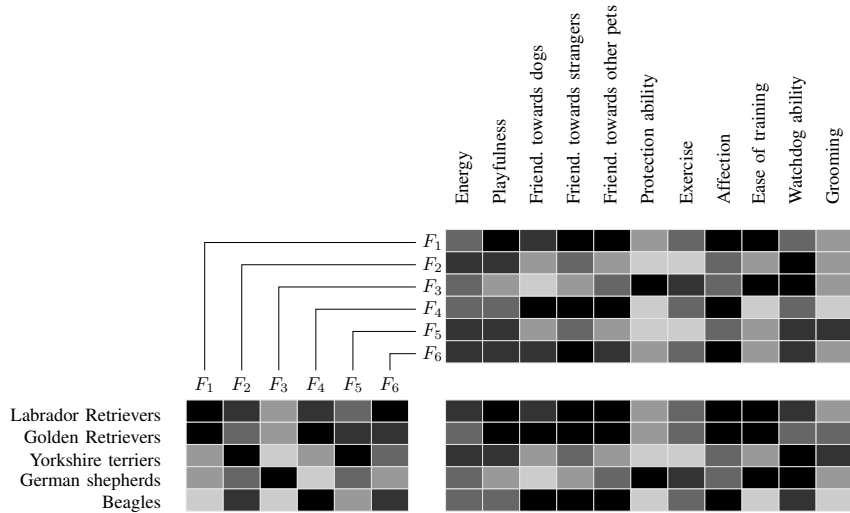 Energy
Playfulness
Friend. towards dogs
Friend. towards strangers
Friend. towards other pets
Protection ability
Exercise
Affection
Ease of training
Watchdog ability
Grooming
F1
F2
F3
F4
F5
F6
F1 F2 F3 F4 F5 F6
Labrador Retrievers
Golden Retrievers
Yorkshire terriers
German shepherds
Beagles